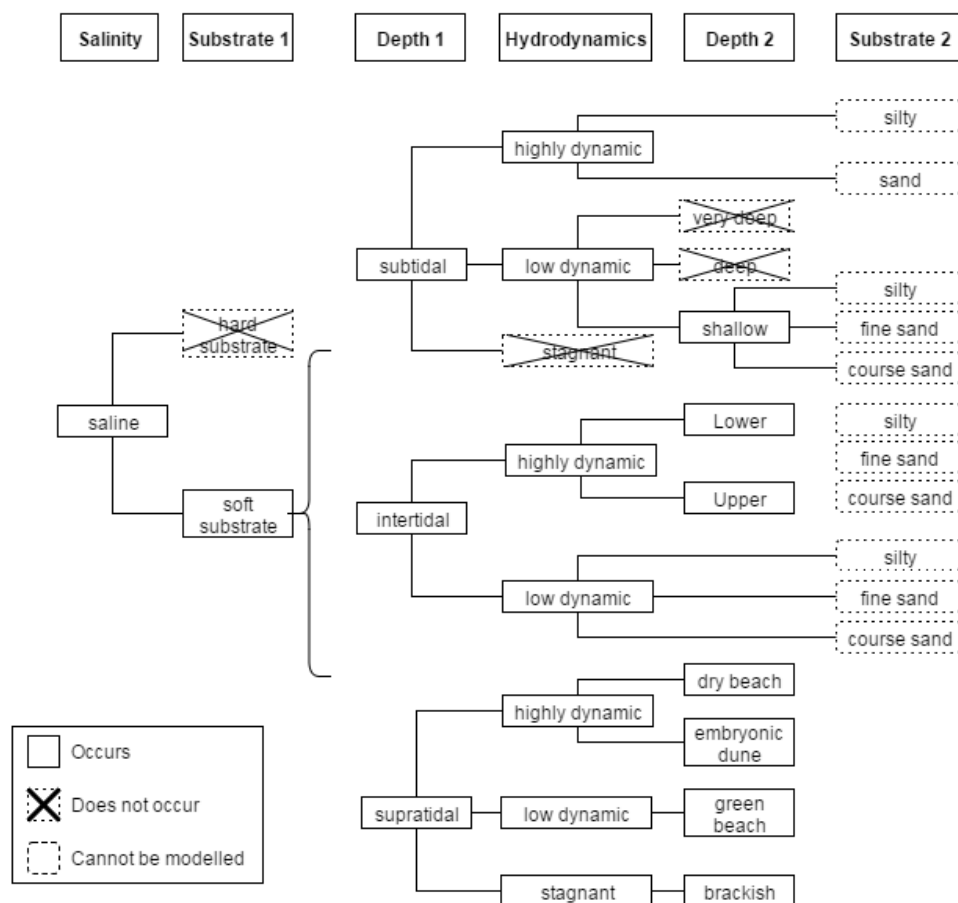 Salinity
Substrate 1
Depth 1
Hydrodynamics
Depth 2
Substrate 2
silty
highly dynamic
sand
very deep
subtidal
low dynamic
deep
silty
hard
substrate
shallow
fine sand
stagnant
course sand
saline
Lower
silty
highly dynamic
fine sand
soft
substrate
Upper
course sand
intertidal
silty
low dynamic
fine sand
course sand
dry beach
highly dynamic
embryonic
dune
Occurs
Does not occur
Cannot be modelled
supratidal
low dynamic
green
beach
stagnant
brackish